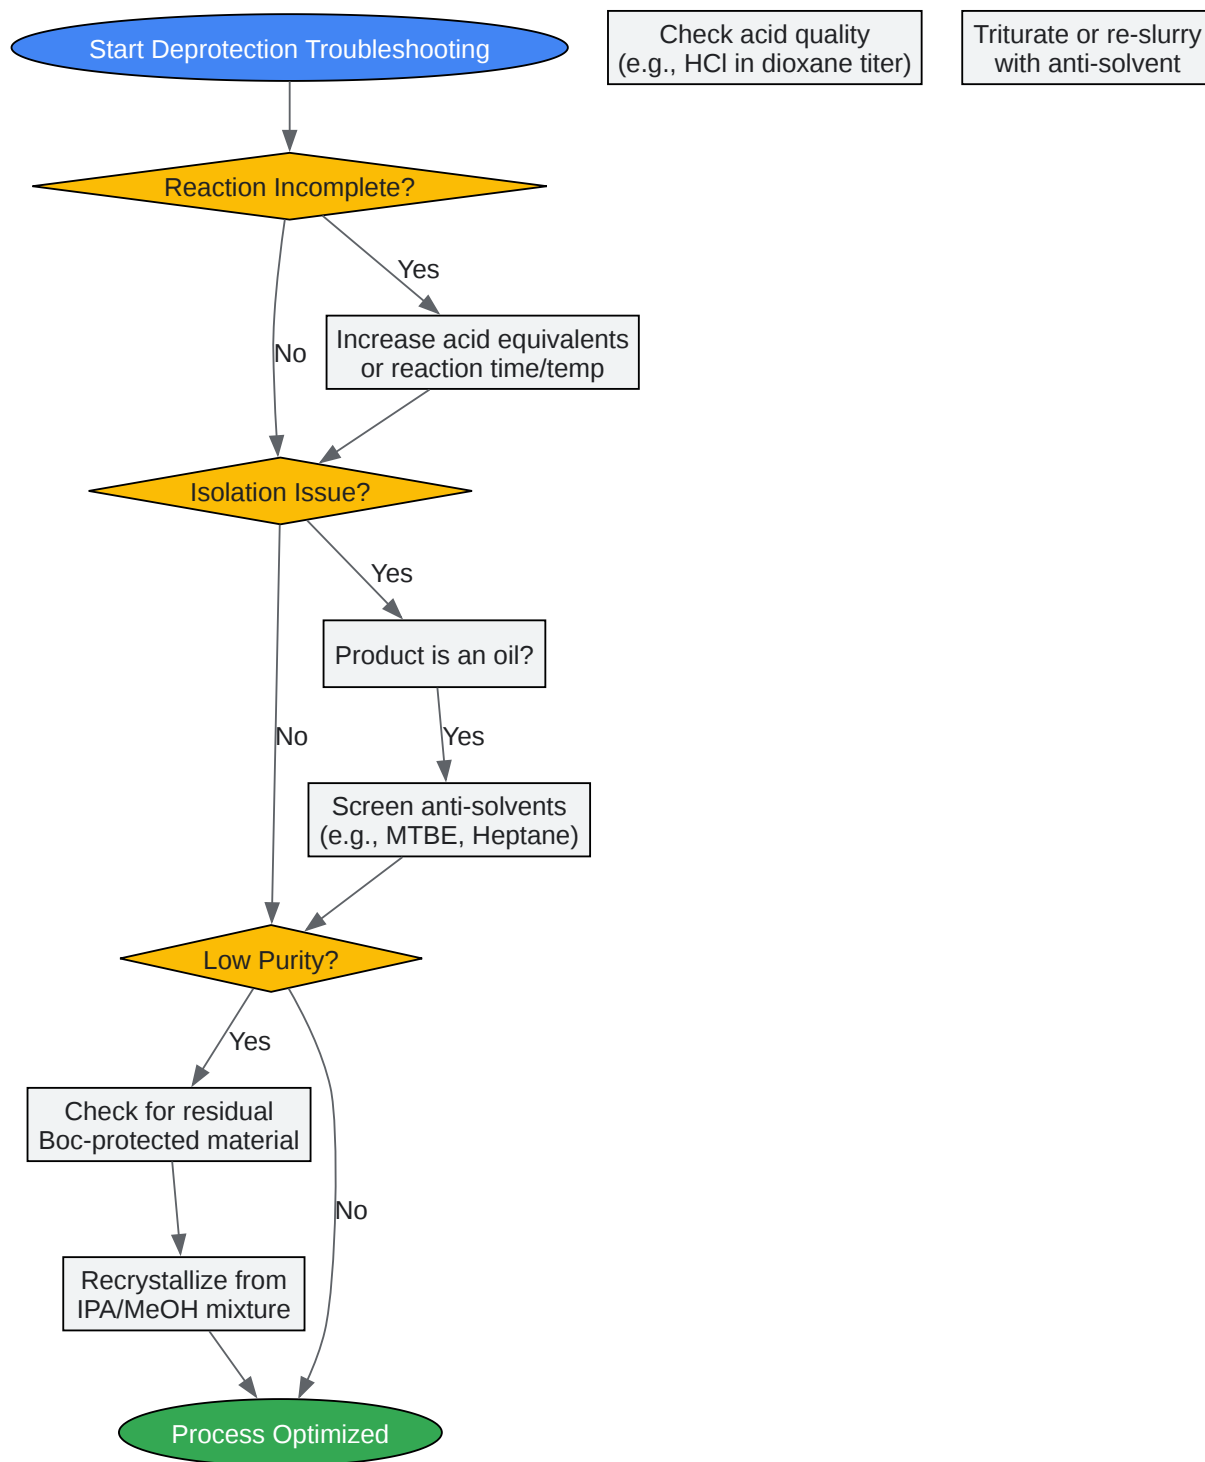 Start Deprotection Troubleshooting
Check acid quality
(e.g., HCl in dioxane titer)
Triturate or re-slurry
with anti-solvent
Reaction Incomplete?
Yes
No
Increase acid equivalents
or reaction time/temp
Isolation Issue?
Yes
Product is an oil?
No
Yes
Screen anti-solvents
(e.g., MTBE, Heptane)
Low Purity?
Yes
Check for residual
Boc-protected material
No
Recrystallize from
IPA/MeOH mixture
Process Optimized